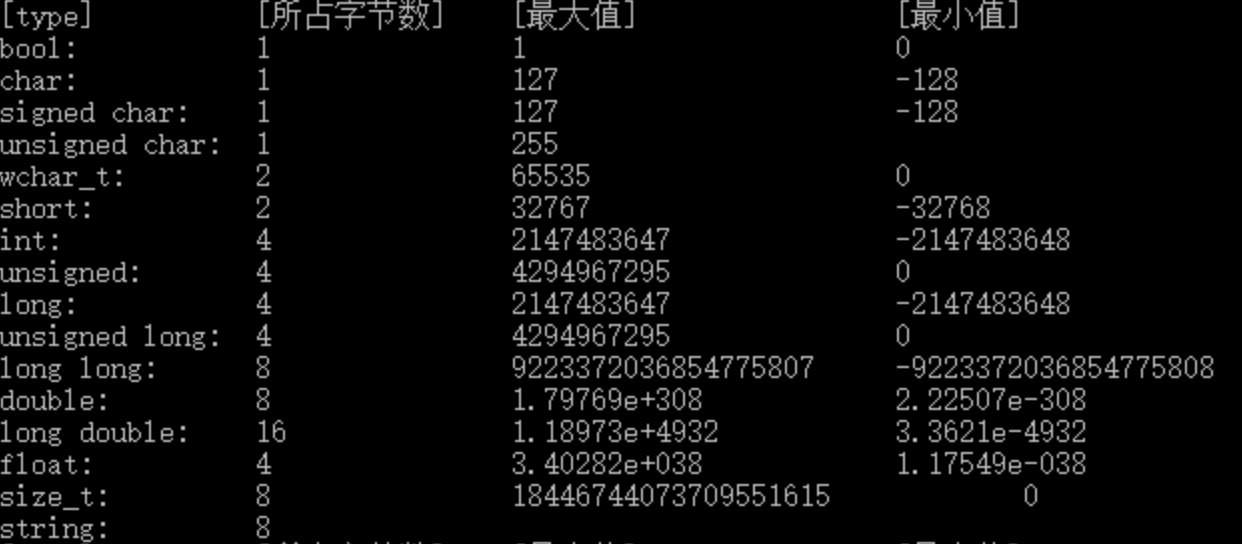 [type] [所占字节数] [最大值] [最小值]
bool: 1 1 0
char: 1 127 -128
signed char: 1 127 -128
unsigned char: 1 255
wchar_t: 2 65535 0
short: 2 32767 -32768
int: 4 2147483647 -2147483648
unsigned: 4 4294967295 0
long: 4 2147483647 -2147483648
unsigned long: 4 4294967295 0
long long: 8 9223372036854775807 -9223372036854775808
double: 8 1.79769e+308 2.22507e-308
long double: 16 1.18973e+4932 3.3621e-4932
float: 4 3.40282e+038 1.17549e-038
size_t: 8 18446744073709551615 0
string: 8